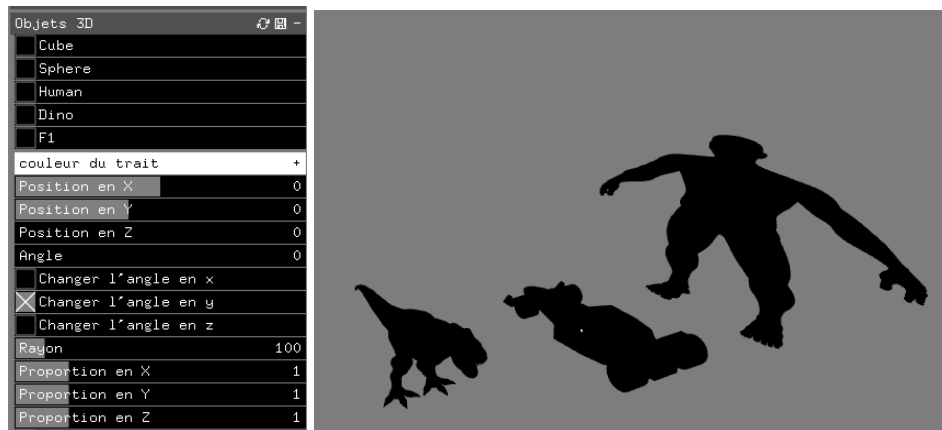 Objets 3D
Cube
Sphere
Human
Dino
F1
couleur du trait +
Position en X 0
Position en Y 0
Position en Z 0
Angle 0
Changer l'angle en x
Changer l'angle en y
Changer l'angle en z
Rayon 100
Proportion en X 1
Proportion en Y 1
Proportion en Z 1